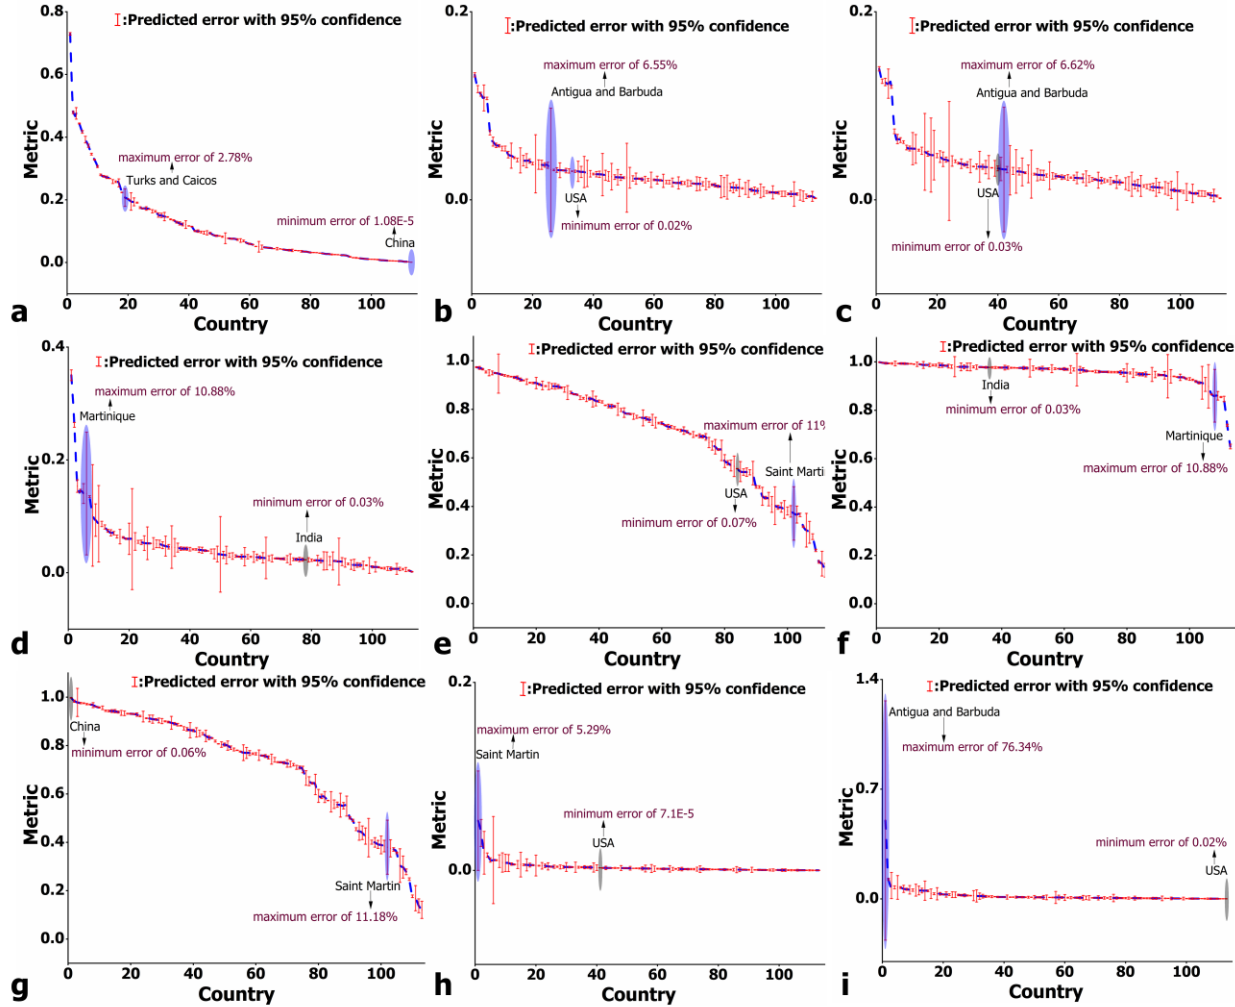 I:Predicted error with 95% confidence
Metric
0.8
0.6
0.4
0.2
0.0
maximum error of 2.78%
Turks and Caicos
minimum error of 1.08E-5
China
0 20 40 60 80 100
Country
a
I:Predicted error with 95% confidence
Metric
0.2
0.0
maximum error of 6.55%
Antigua and Barbuda
USA
minimum error of 0.02%
0 20 40 60 80 100
Country
b
I:Predicted error with 95% confidence
Metric
0.2
0.0
maximum error of 6.62%
Antigua and Barbuda
USA
minimum error of 0.03%
0 20 40 60 80 100
Country
c
I:Predicted error with 95% confidence
Metric
0.4
0.2
0.0
maximum error of 10.88%
Martinique
minimum error of 0.03%
India
0 20 40 60 80 100
Country
d
I:Predicted error with 95% confidence
Metric
1.0
0.8
0.6
0.4
0.2
0.0
maximum error of 11%
Saint Marti
USA
minimum error of 0.07%
0 20 40 60 80 100
Country
e
I:Predicted error with 95% confidence
Metric
1.0
0.8
0.6
0.4
0.2
0.0
India
minimum error of 0.03%
Martinique
maximum error of 10.88%
0 20 40 60 80 100
Country
f
I:Predicted error with 95% confidence
Metric
1.0
0.8
0.6
0.4
0.2
0.0
China
minimum error of 0.06%
Saint Martin
maximum error of 11.18%
0 20 40 60 80 100
Country
g
I:Predicted error with 95% confidence
Metric
0.2
0.0
maximum error of 5.29%
Saint Martin
minimum error of 7.1E-5
USA
0 20 40 60 80 100
Country
h
I:Predicted error with 95% confidence
Metric
1.4
0.7
0.0
Antigua and Barbuda
maximum error of 76.34%
minimum error of 0.02%
USA
0 20 40 60 80 100
Country
i